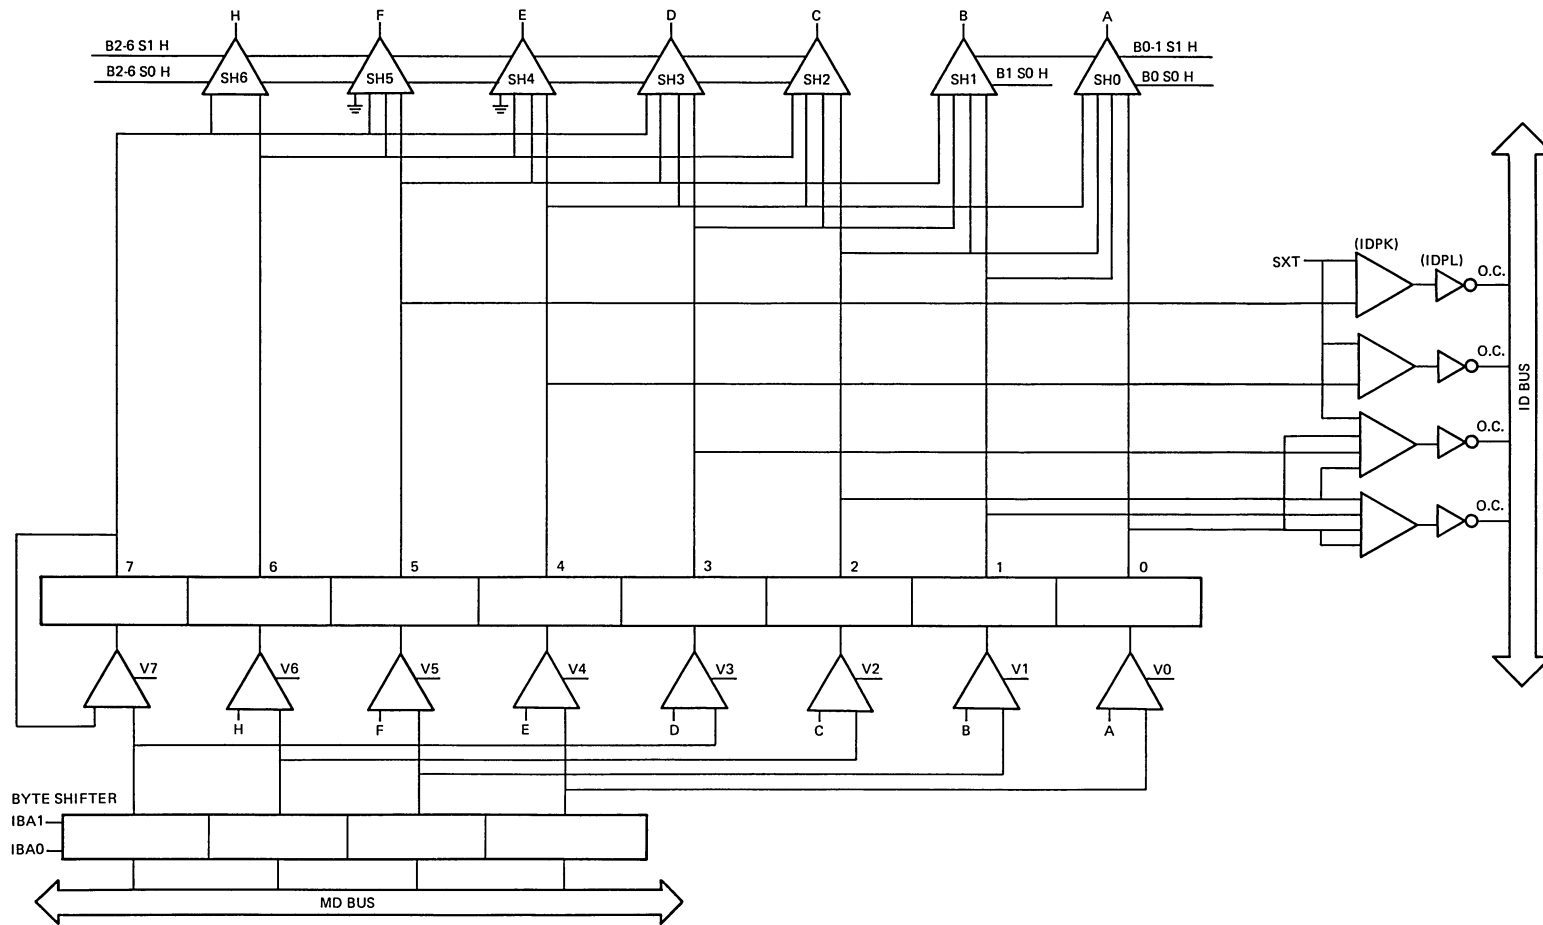 H F E D C B A
B2-6 S1 H
B0-1 S1 H
B2-6 S0 H
SH6 SH5 SH4 SH3 SH2 SH1 B1 S0 H SH0 B0 S0 H
(IDPK)
SXT
(IDPL)
O.C.
O.C.
O.C.
O.C.
ID BUS
7 6 5 4 3 2 1 0
V7 V6 V5 V4 V3 V2 V1 V0
H F E D C B A
BYTE SHIFTER
IBA1
IBA0
MD BUS